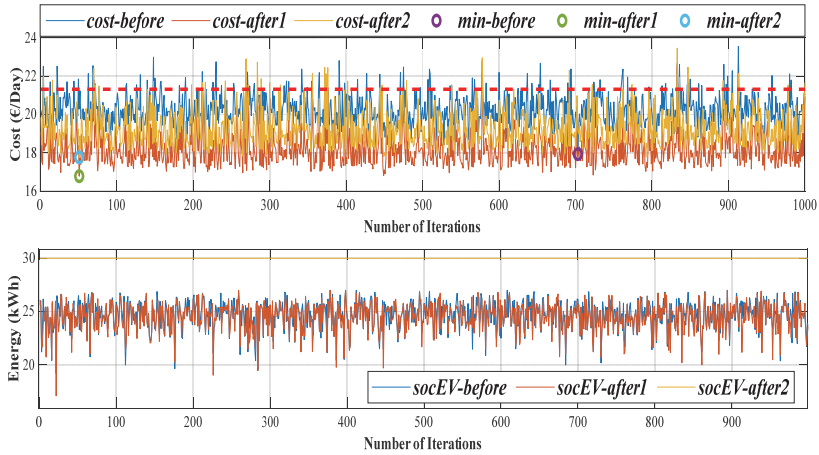 cost-before cost-after1 cost-after2 min-before min-after1 min-after2
24
22
20
18
16
Cost (€/Day)
0 100 200 300 400 500 600 700 800 900 1000
Number of Iterations
30
25
20
Energy (kWh)
socEV-before socEV-after1 socEV-after2
0 100 200 300 400 500 600 700 800 900
Number of Iterations